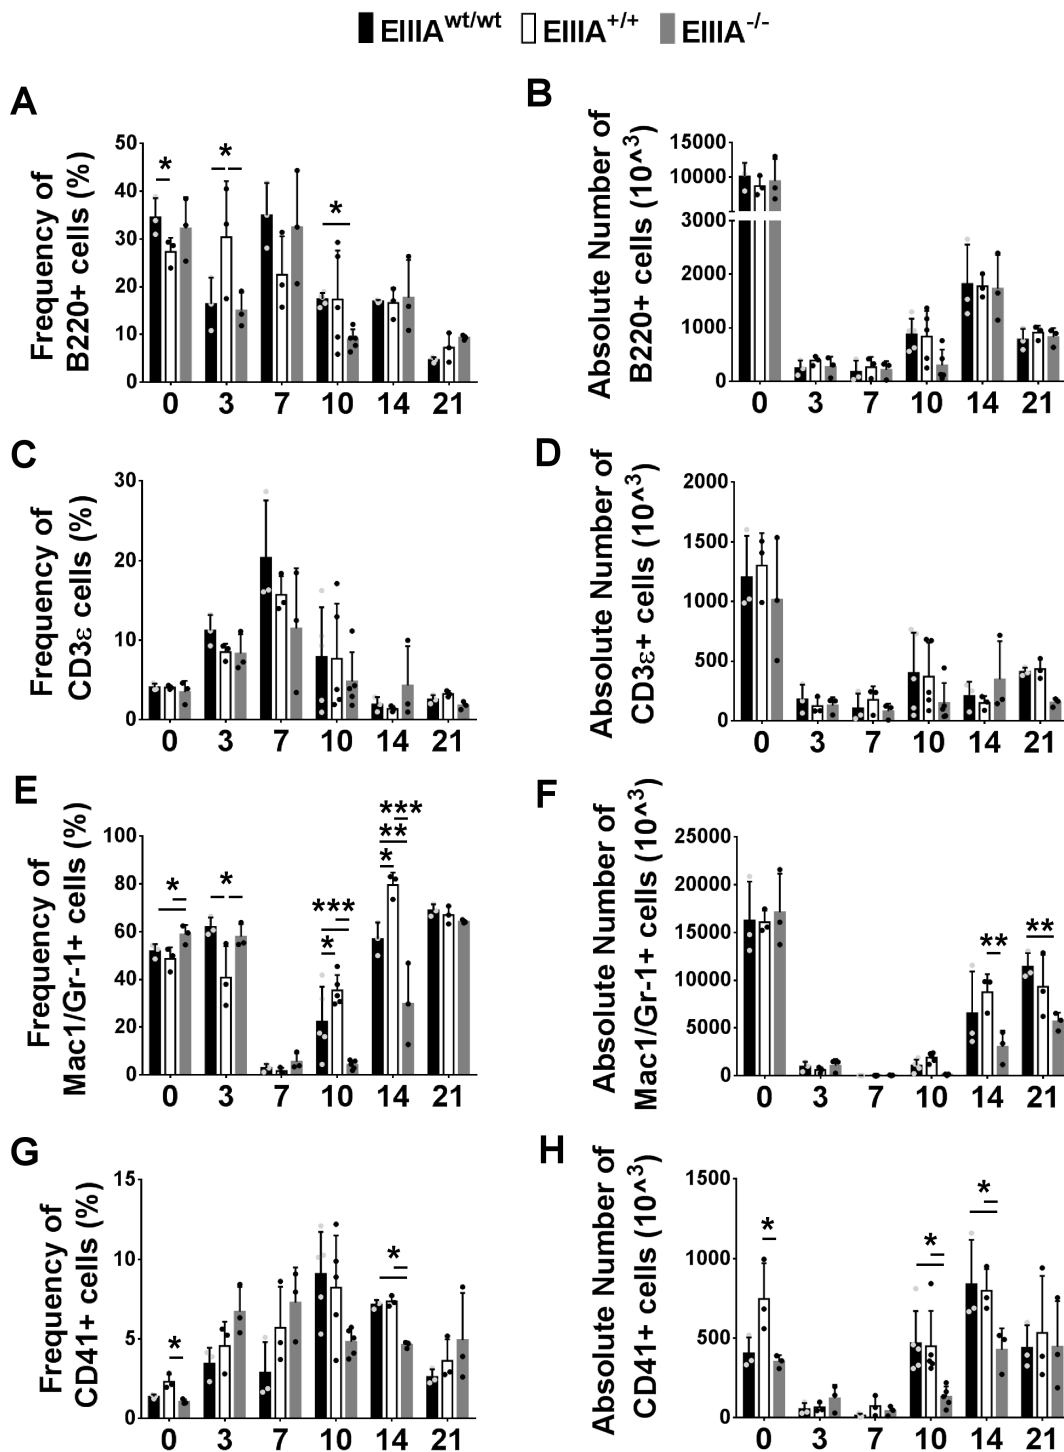 EIIIAwt/wt EIIIA+/+ EIIIA-/-
A
Frequency of
B220+ cells (%)
50
40
30
20
10
0
* * *
0 3 7 10 14 21
B
Absolute Number of
B220+ cells (10^3)
15000
10000
3000
2000
1000
0
0 3 7 10 14 21
C
Frequency of
CD3ε cells (%)
30
20
10
0
0 3 7 10 14 21
D
Absolute Number of
CD3ε+ cells (10^3)
2000
1500
1000
500
0
0 3 7 10 14 21
E
Frequency of
Mac1/Gr-1+ cells (%)
100
80
60
40
20
0
***
**
*
* *
***
*
0 3 7 10 14 21
F
Absolute Number of
Mac1/Gr-1+ cells (10^3)
25000
20000
15000
10000
5000
0
** **
0 3 7 10 14 21
G
Frequency of
CD41+ cells (%)
15
10
5
0
* *
0 3 7 10 14 21
H
Absolute Number of
CD41+ cells (10^3)
1500
1000
500
0
* * *
0 3 7 10 14 21